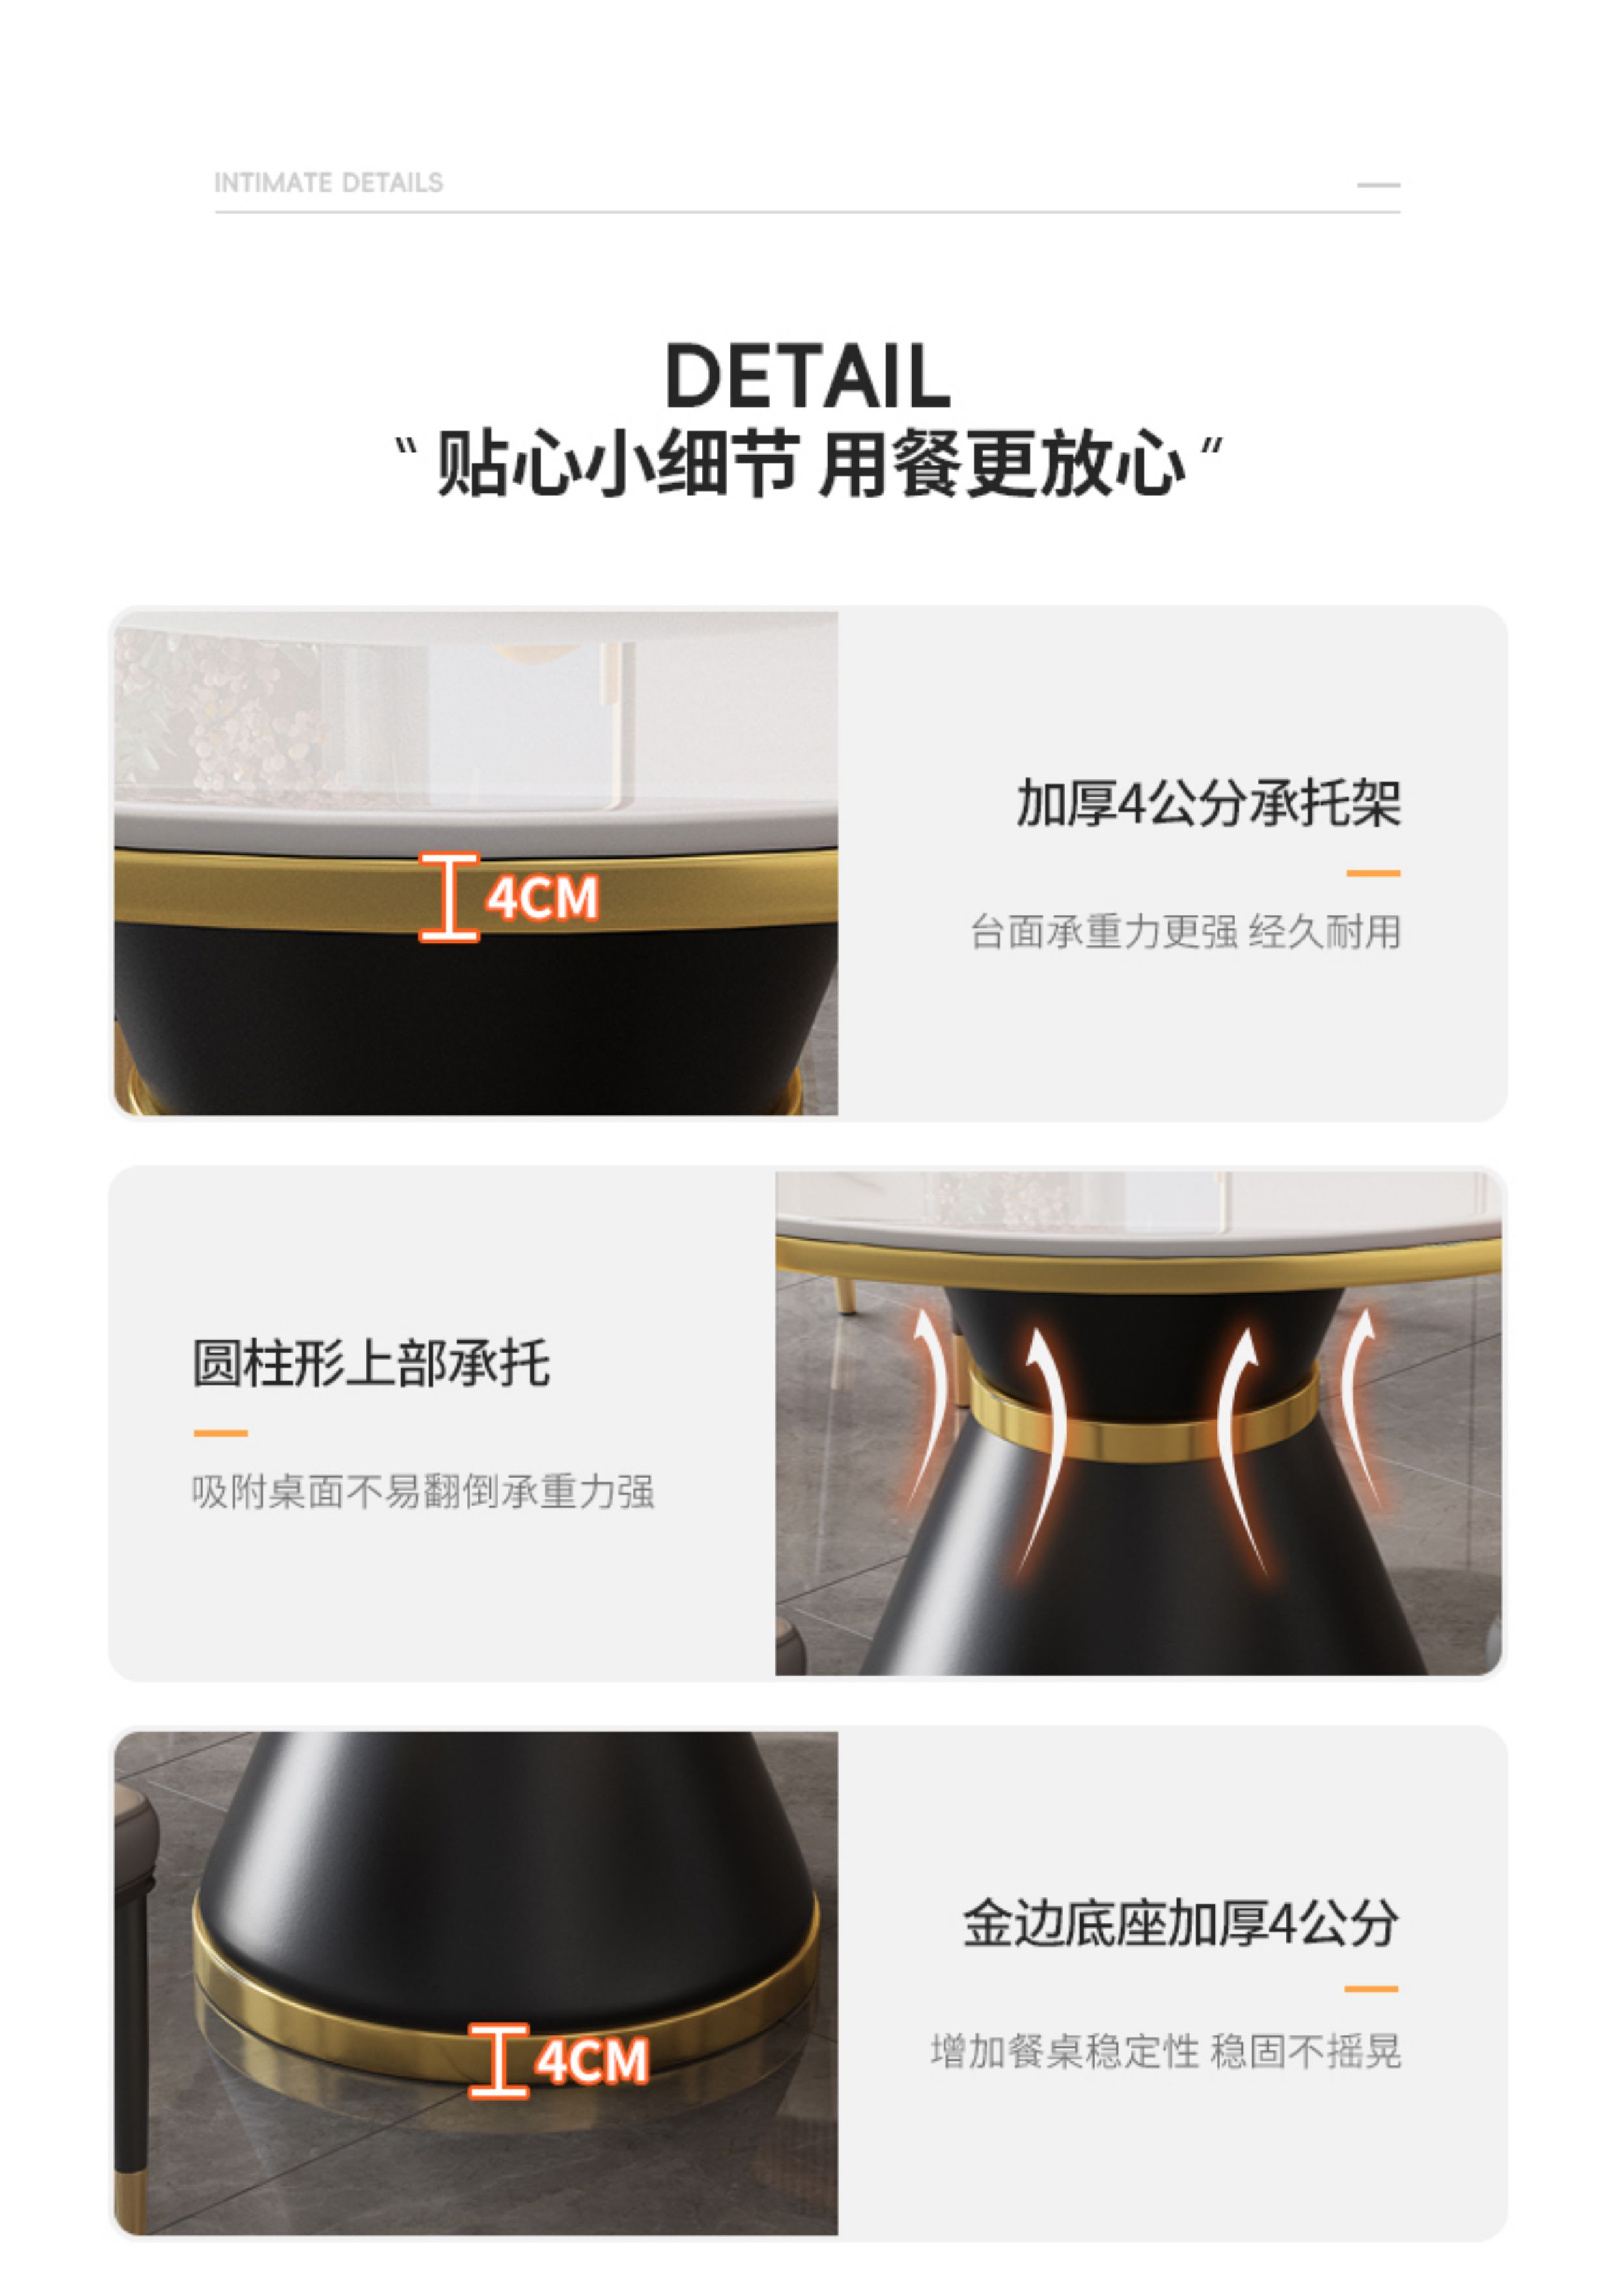 INTIMATE DETAILS
DETAIL
“ 贴心小细节 用餐更放心 ”
4CM
加厚4公分承托架
台面承重力更强 经久耐用
圆柱形上部承托
吸附桌面不易翻倒承重力强
4CM
金边底座加厚4公分
增加餐桌稳定性 稳固不摇晃